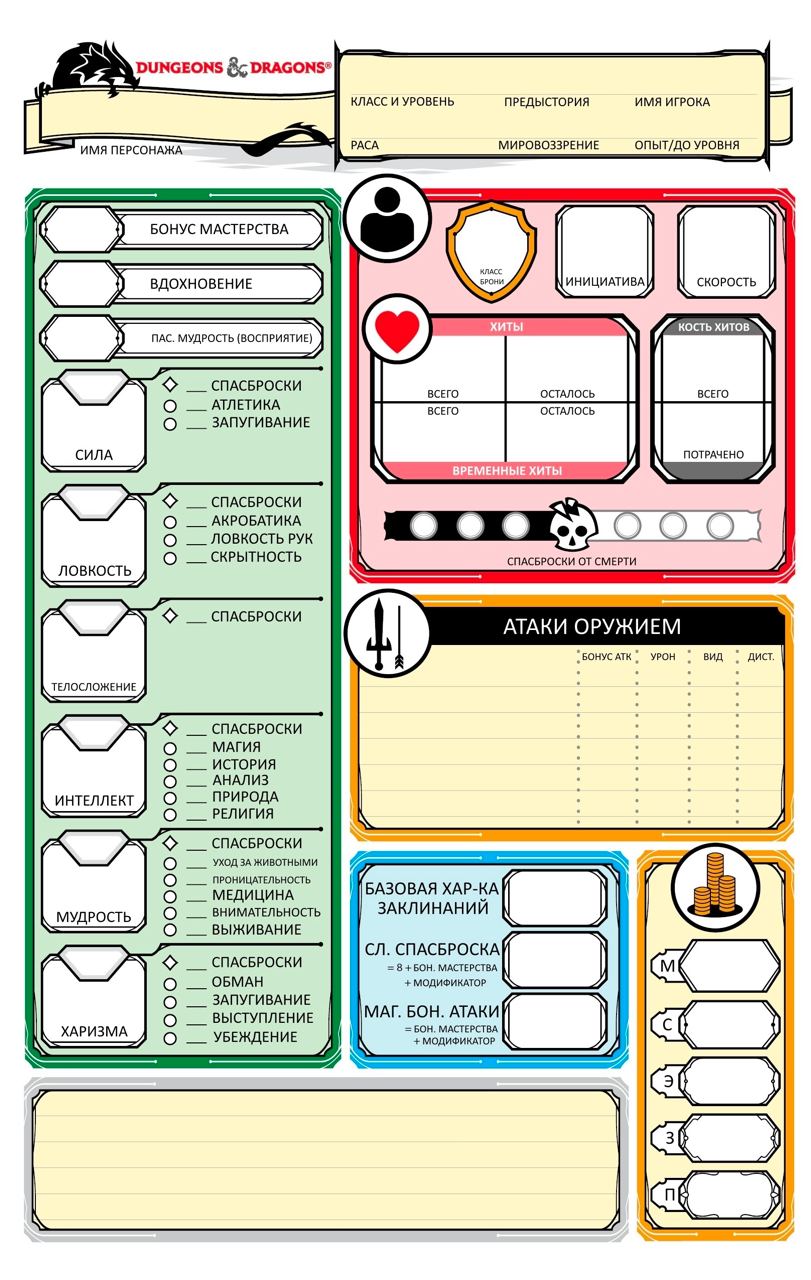 DUNGEONS & DRAGONS®
ИМЯ ПЕРСОНАЖА
КЛАСС И УРОВЕНЬ ПРЕДЫСТОРИЯ ИМЯ ИГРОКА
РАСА МИРОВОЗЗРЕНИЕ ОПЫТ/ДО УРОВНЯ
БОНУС МАСТЕРСТВА
ВДОХНОВЕНИЕ
ПАС. МУДРОСТЬ (ВОСПРИЯТИЕ)
СИЛА
___ СПАСБРОСКИ
___ АТЛЕТИКА
___ ЗАПУГИВАНИЕ
ЛОВКОСТЬ
___ СПАСБРОСКИ
___ АКРОБАТИКА
___ ЛОВКОСТЬ РУК
___ СКРЫТНОСТЬ
ТЕЛОСЛОЖЕНИЕ
___ СПАСБРОСКИ
ИНТЕЛЛЕКТ
___ СПАСБРОСКИ
___ МАГИЯ
___ ИСТОРИЯ
___ АНАЛИЗ
___ ПРИРОДА
___ РЕЛИГИЯ
МУДРОСТЬ
___ СПАСБРОСКИ
___ УХОД ЗА ЖИВОТНЫМИ
___ ПРОНИЦАТЕЛЬНОСТЬ
___ МЕДИЦИНА
___ ВНИМАТЕЛЬНОСТЬ
___ ВЫЖИВАНИЕ
ХАРИЗМА
___ СПАСБРОСКИ
___ ОБМАН
___ ЗАПУГИВАНИЕ
___ ВЫСТУПЛЕНИЕ
___ УБЕЖДЕНИЕ
КЛАСС
БРОНИ
ИНИЦИАТИВА
СКОРОСТЬ
ХИТЫ
ВСЕГО ОСТАЛОСЬ
ВСЕГО ОСТАЛОСЬ
ВРЕМЕННЫЕ ХИТЫ
КОСТЬ ХИТОВ
ВСЕГО
ПОТРАЧЕНО
СПАСБРОСКИ ОТ СМЕРТИ
АТАКИ ОРУЖИЕМ
БОНУС АТК УРОН ВИД ДИСТ.
БАЗОВАЯ ХАР-КА
ЗАКЛИНАНИЙ
СЛ. СПАСБРОСКА
= 8 + БОН. МАСТЕРСТВА
+ МОДИФИКАТОР
МАГ. БОН. АТАКИ
= БОН. МАСТЕРСТВА
+ МОДИФИКАТОР
М
С
Э
З
П